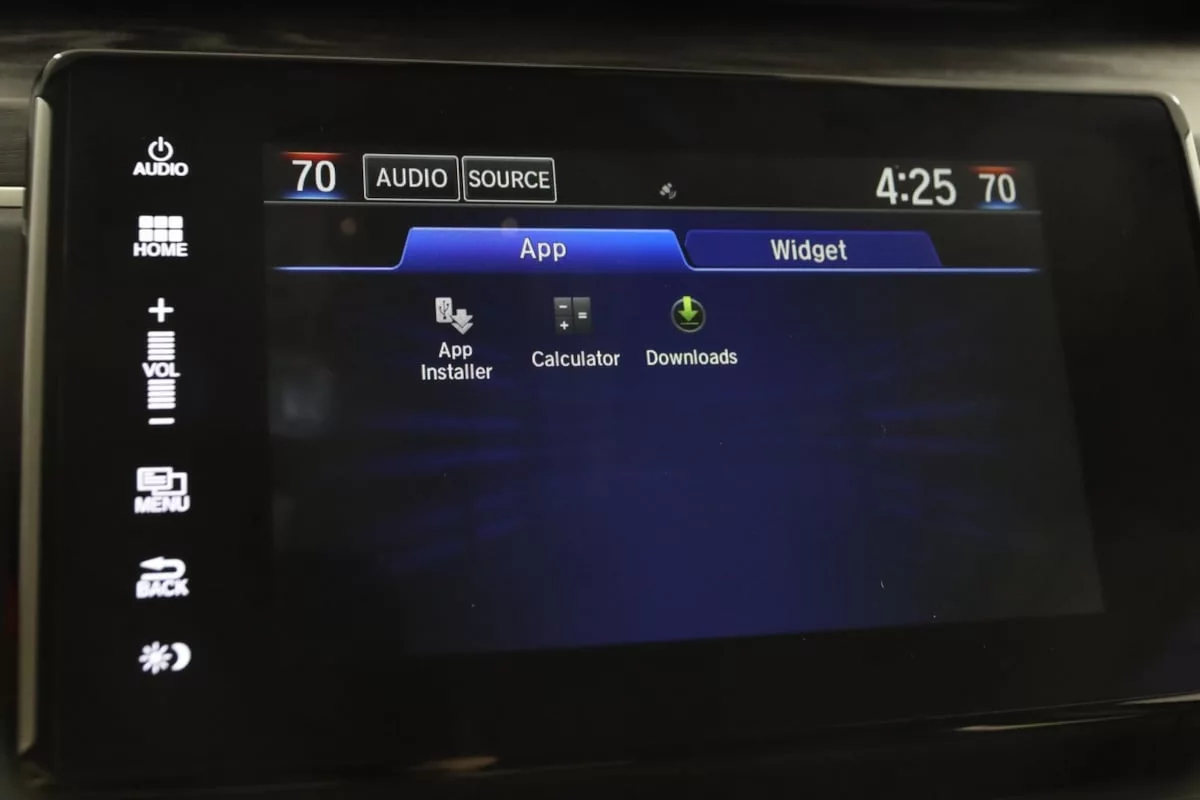 AUDIO
HOME
+
VOL
-
MENU
BACK
70 AUDIO SOURCE 4:25 70
App Widget
App
Installer
Calculator
Downloads